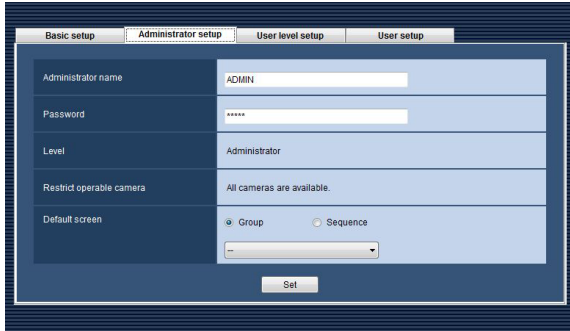 Basic setup Administrator setup User level setup User setup
Administrator name ADMIN
Password *****
Level Administrator
Restrict operable camera All cameras are available.
Default screen Group Sequence
--
Set